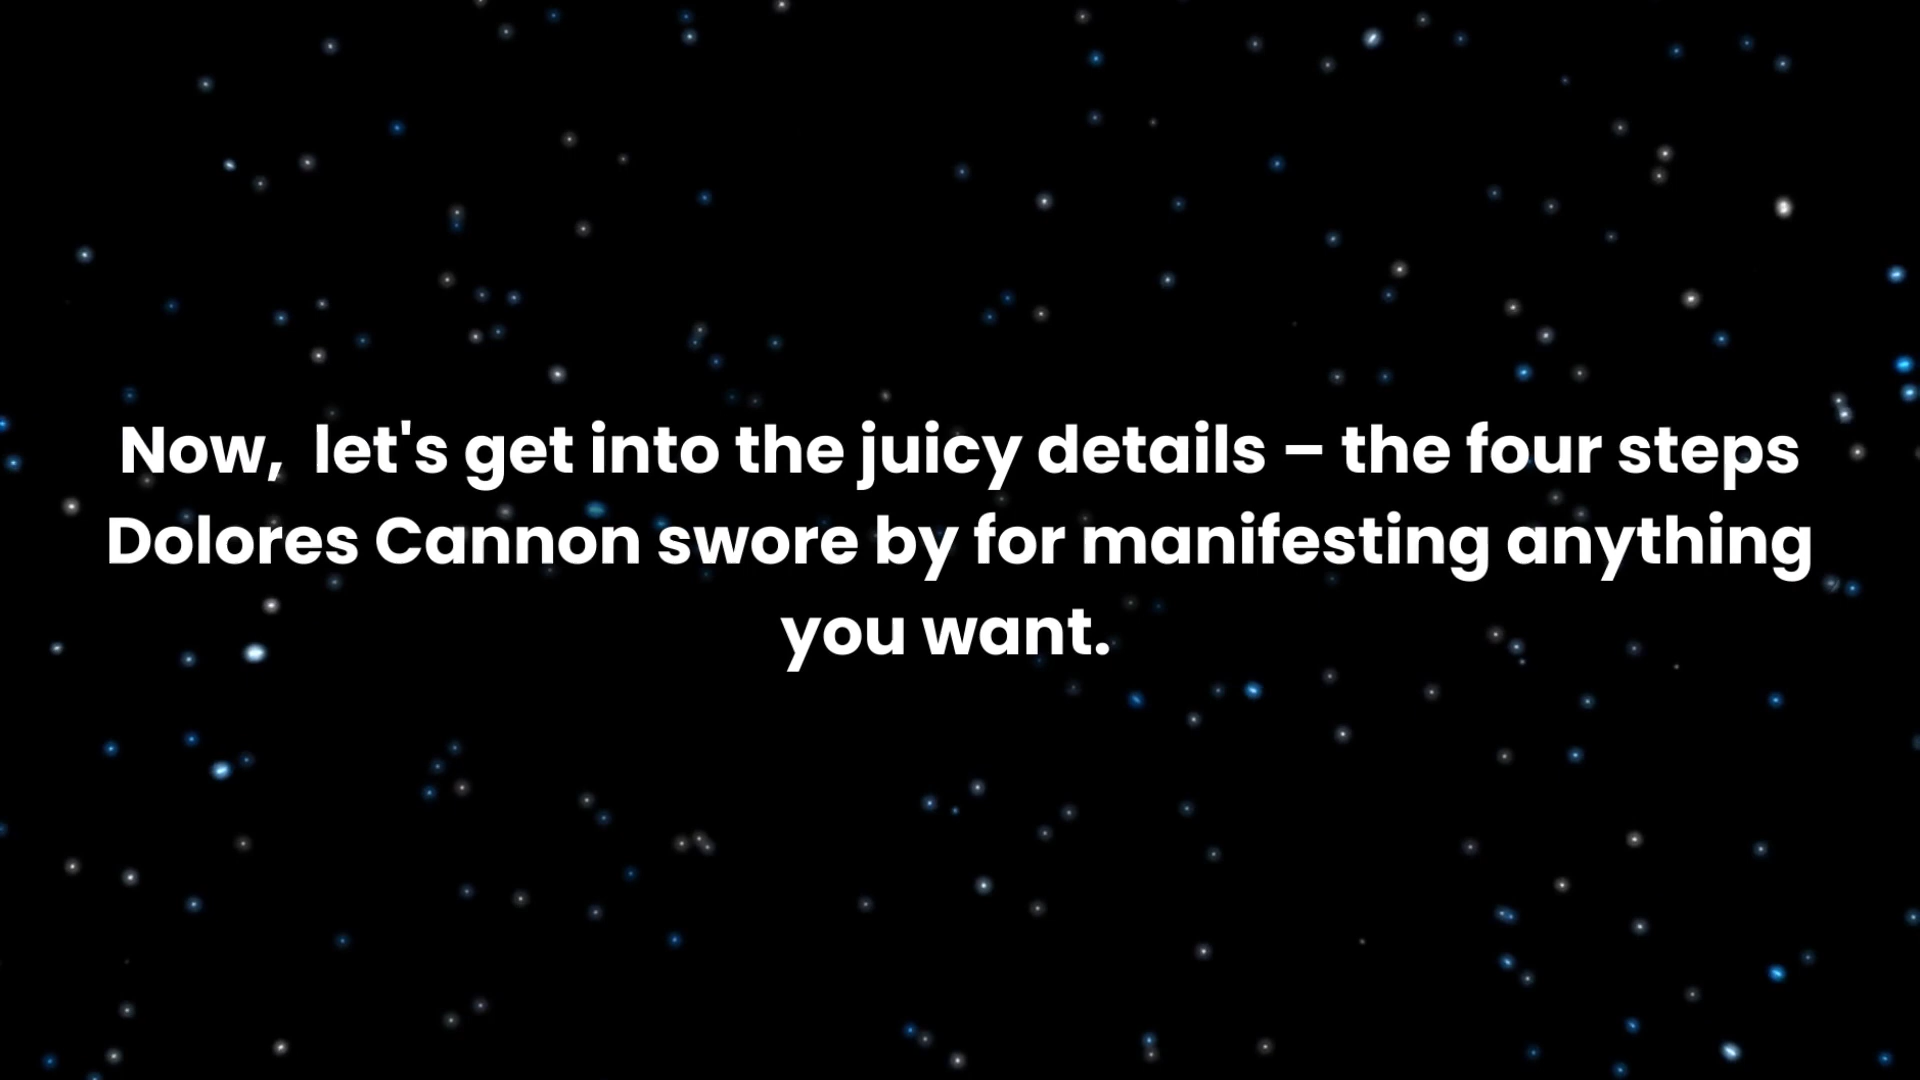 Now,  let's get into the juicy details – the four steps
Dolores Cannon swore by for manifesting anything
you want.